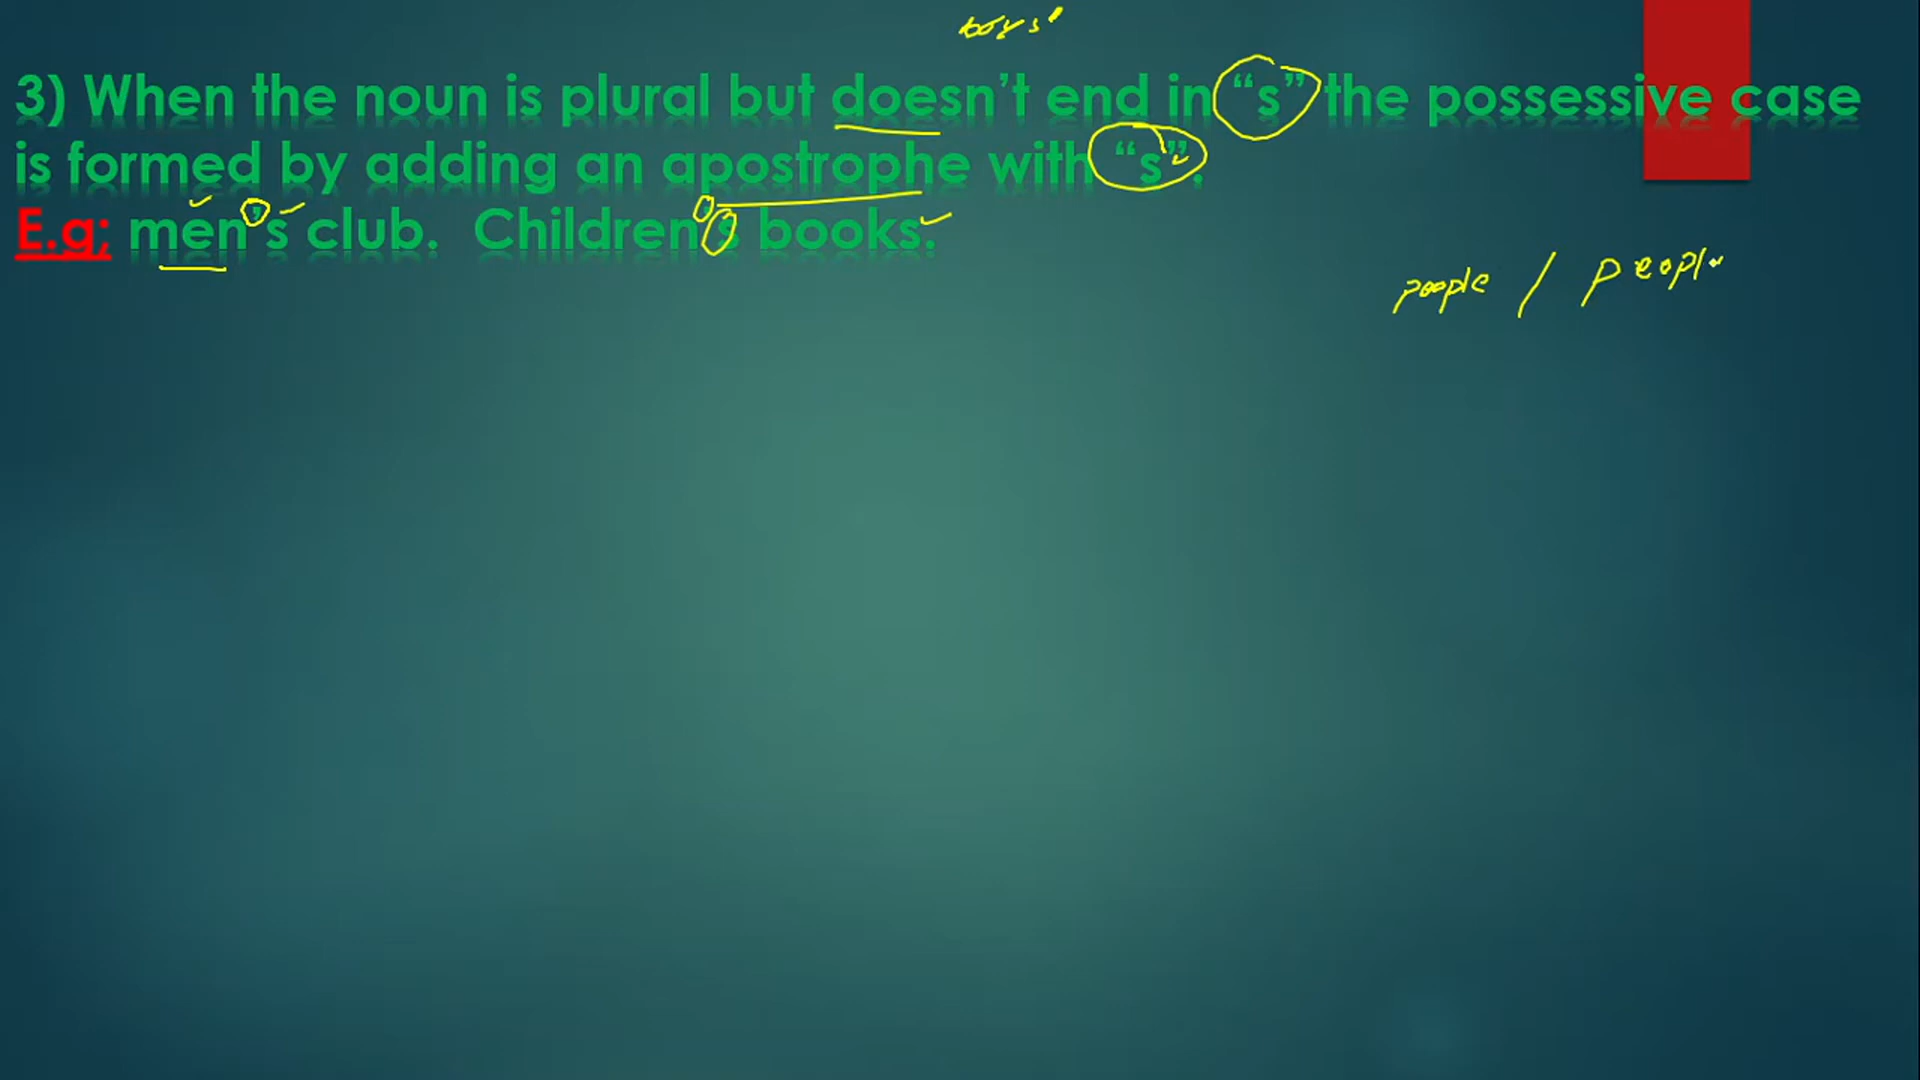 boys'
3) When the noun is plural but doesn’t end in “s” the possessive case
is formed by adding an apostrophe with “s”.
E.g; men’s club. Children’s books.
people / people